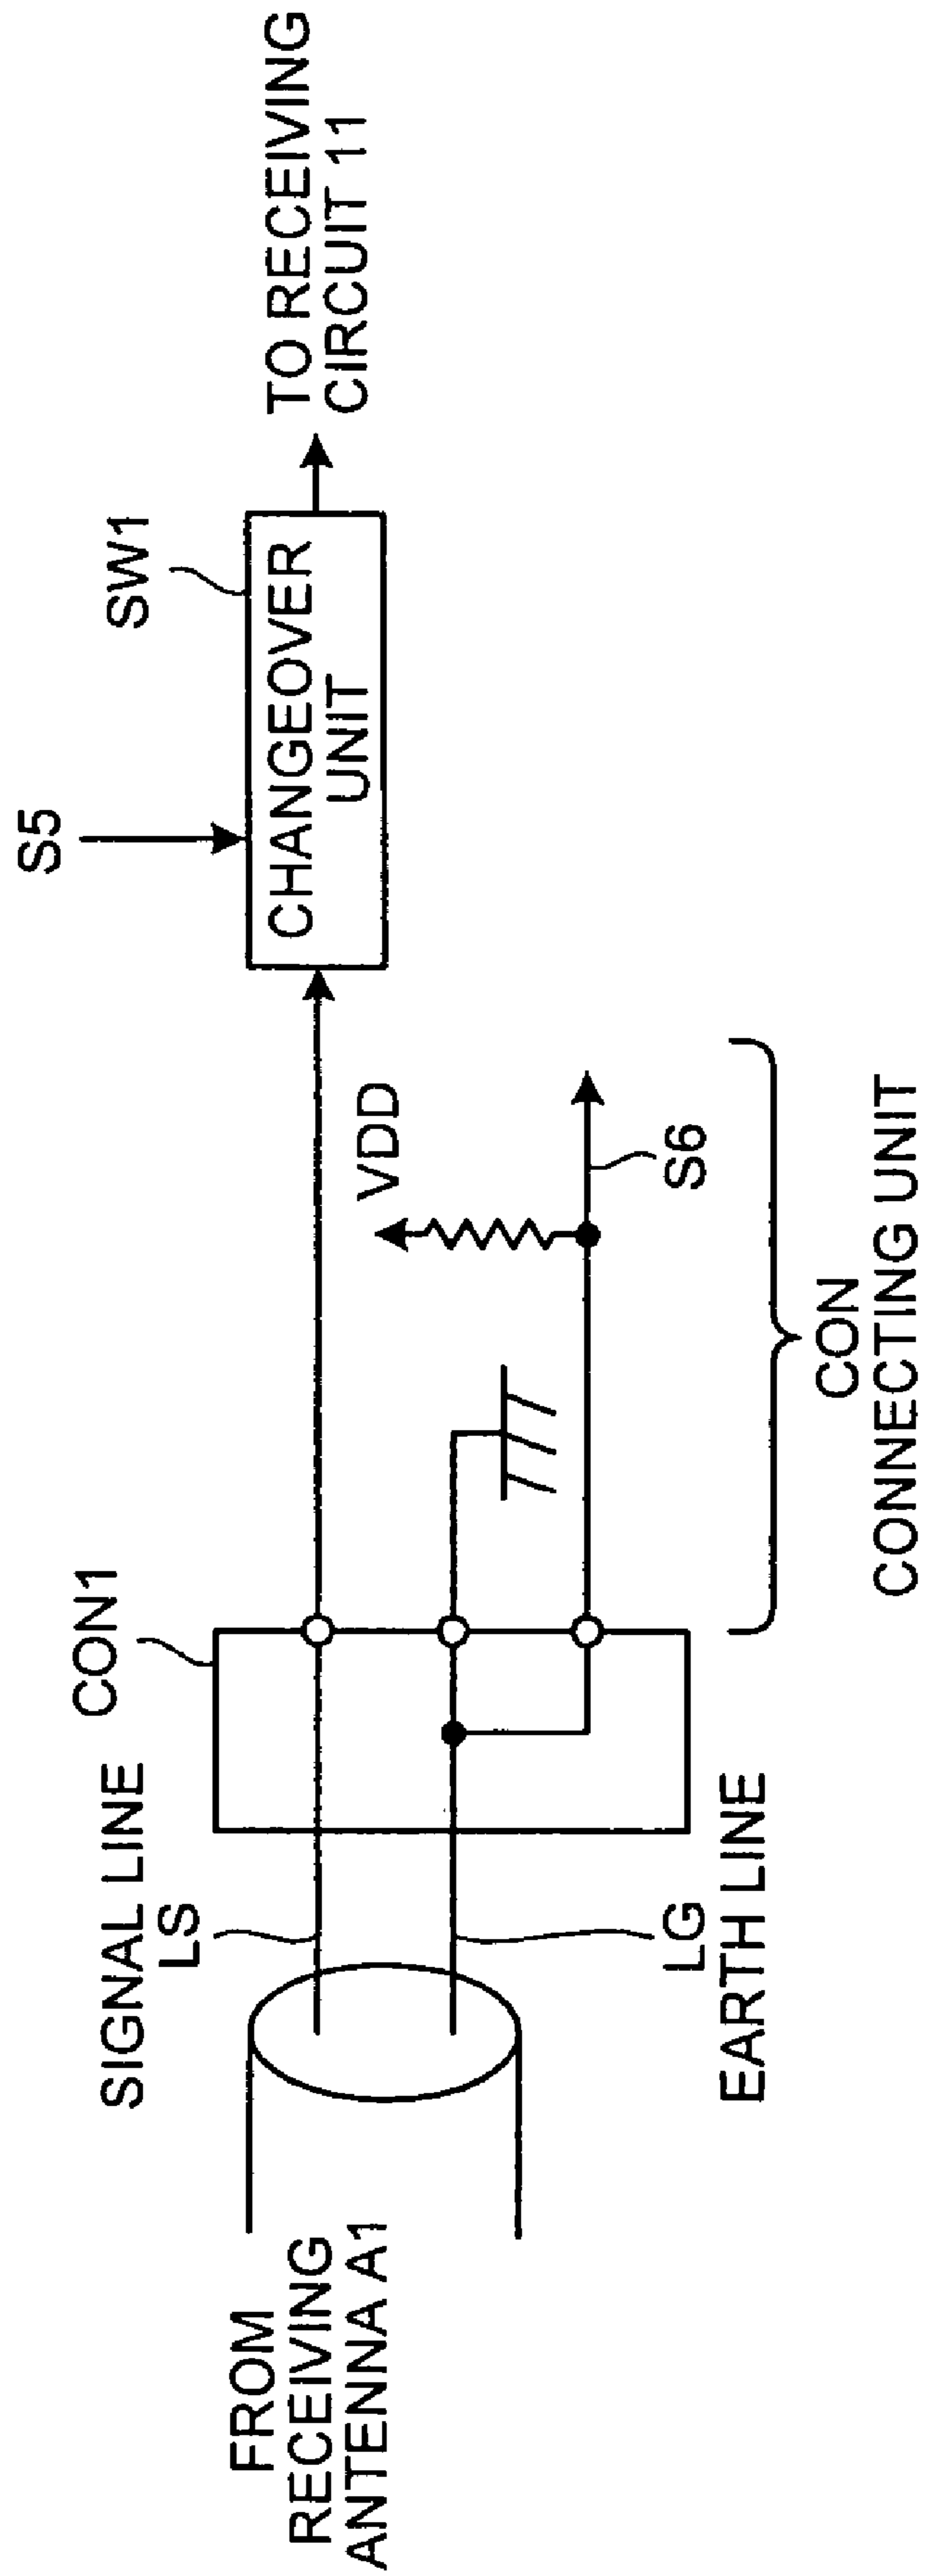 FROM
RECEIVING
ANTENNA A1
SIGNAL LINE
LS
LG
EARTH LINE
CON1
VDD
S6
CON
CONNECTING UNIT
S5
SW1
CHANGEOVER
UNIT
TO RECEIVING
CIRCUIT 11